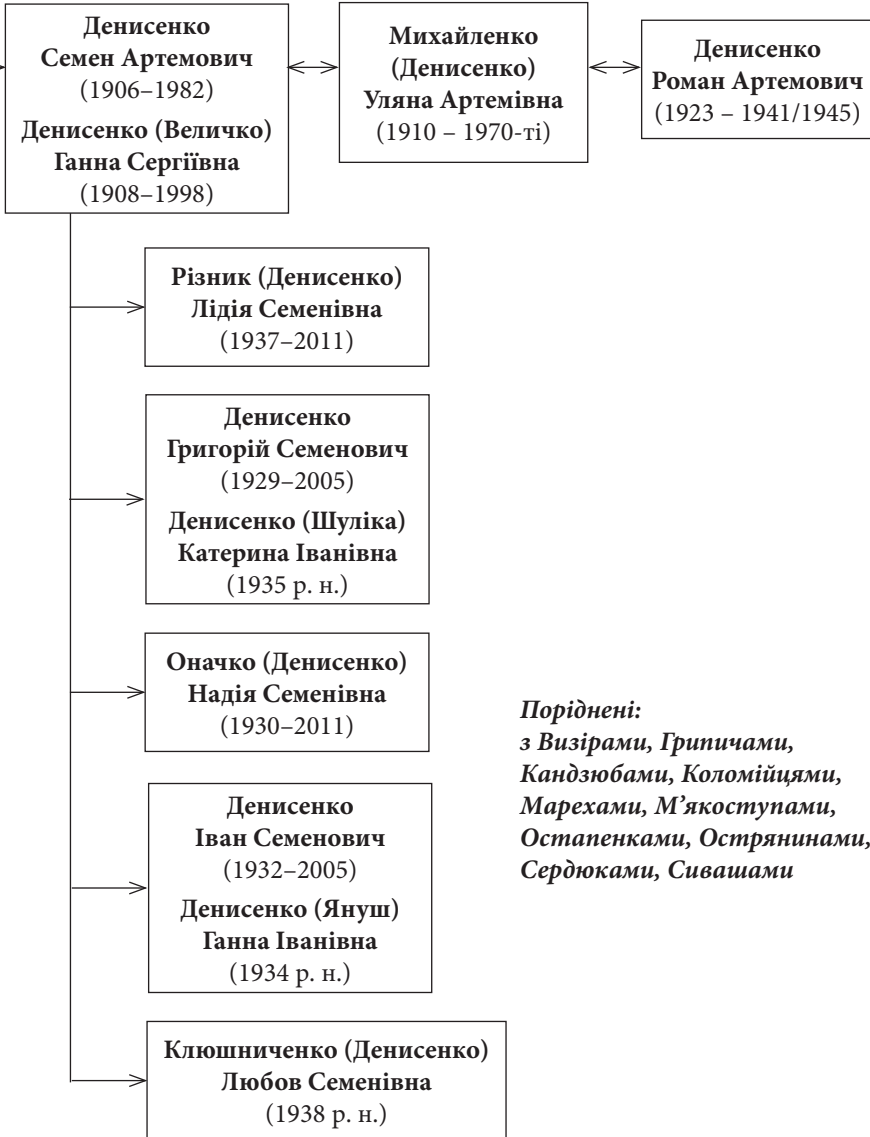 Денисенко
Семен Артемович
(1906–1982)
Денисенко (Величко)
Ганна Сергіївна
(1908–1998)
Михайленко
(Денисенко)
Уляна Артемівна
(1910 – 1970-ті)
Денисенко
Роман Артемович
(1923 – 1941/1945)
Різник (Денисенко)
Лідія Семенівна
(1937–2011)
Денисенко
Григорій Семенович
(1929–2005)
Денисенко (Шуліка)
Катерина Іванівна
(1935 р. н.)
Оначко (Денисенко)
Надія Семенівна
(1930–2011)
Денисенко
Іван Семенович
(1932–2005)
Денисенко (Януш)
Ганна Іванівна
(1934 р. н.)
Клюшниченко (Денисенко)
Любов Семенівна
(1938 р. н.)
Поріднені:
з Визірами, Грипичами,
Кандзюбами, Коломійцями,
Марехами, М’якоступами,
Остапенками, Острянинами,
Сердюками, Сивашами